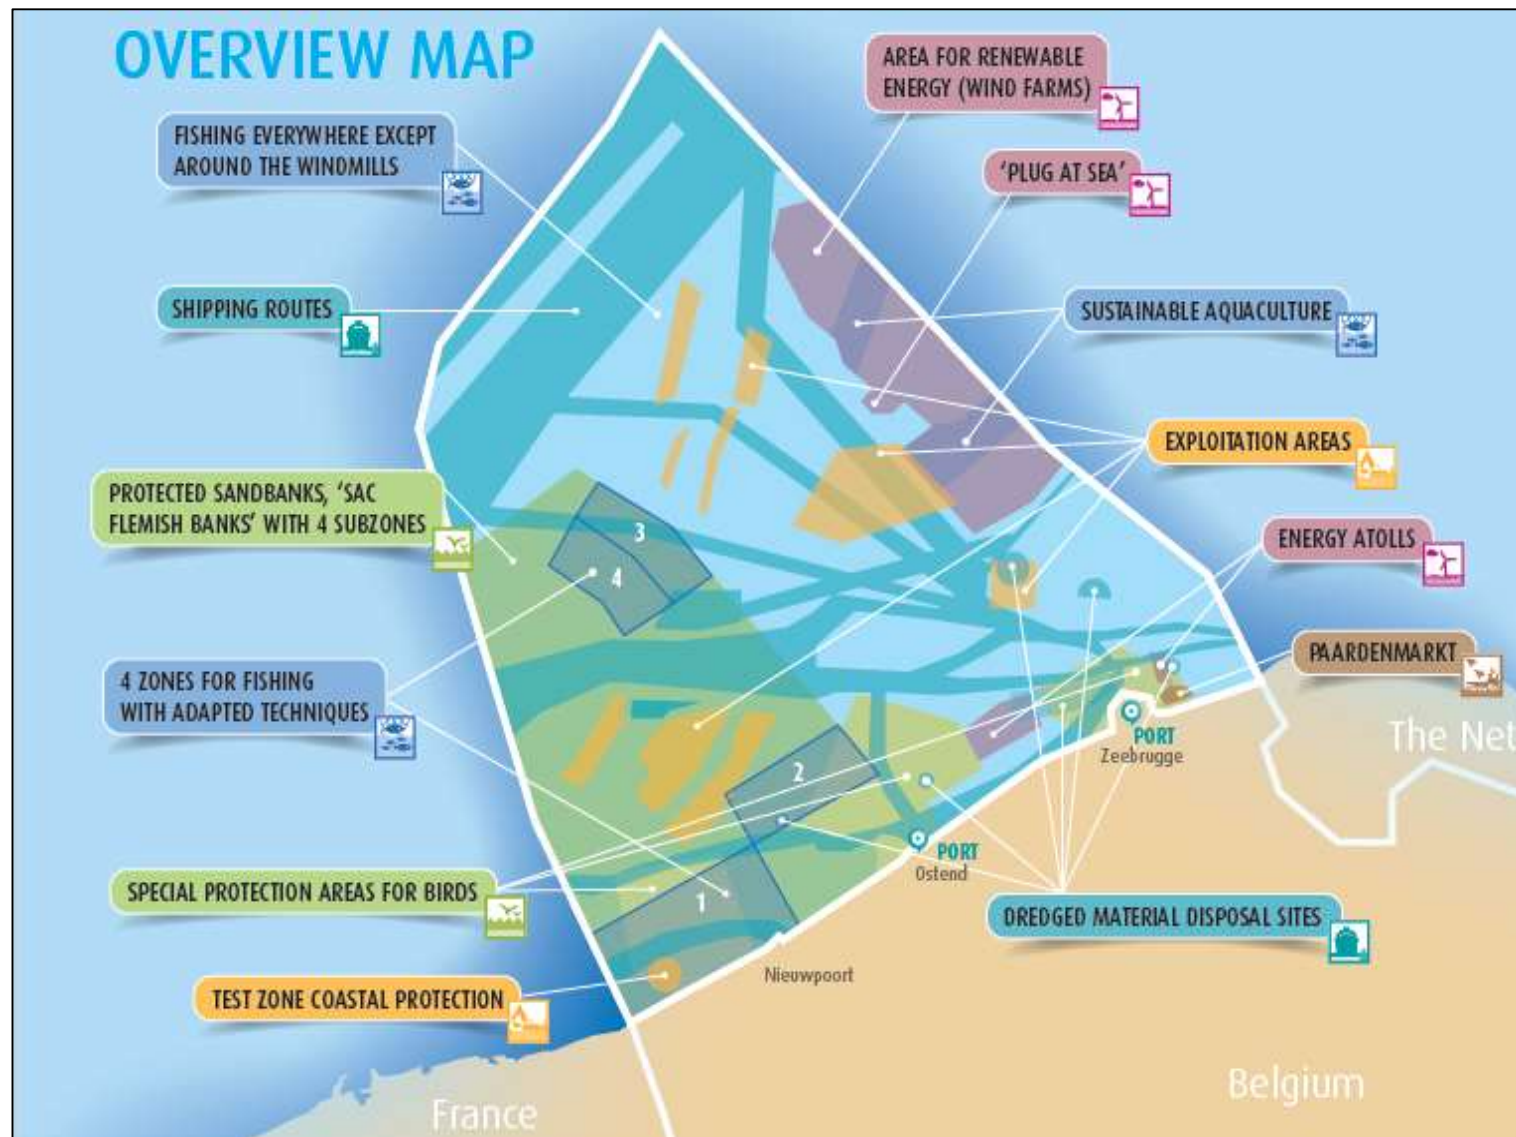 OVERVIEW MAP
FISHING EVERYWHERE EXCEPT
AROUND THE WINDMILLS
SHIPPING ROUTES
PROTECTED SANDBANKS, ‘SAC
FLEMISH BANKS’ WITH 4 SUBZONES
4 ZONES FOR FISHING
WITH ADAPTED TECHNIQUES
SPECIAL PROTECTION AREAS FOR BIRDS
TEST ZONE COASTAL PROTECTION
AREA FOR RENEWABLE
ENERGY (WIND FARMS)
‘PLUG AT SEA’
SUSTAINABLE AQUACULTURE
EXPLOITATION AREAS
ENERGY ATOLLS
PAARDENMARKT
DREDGED MATERIAL DISPOSAL SITES
3
4
2
1
PORT
Zeebrugge
PORT
Ostend
Nieuwpoort
The Net
Belgium
France